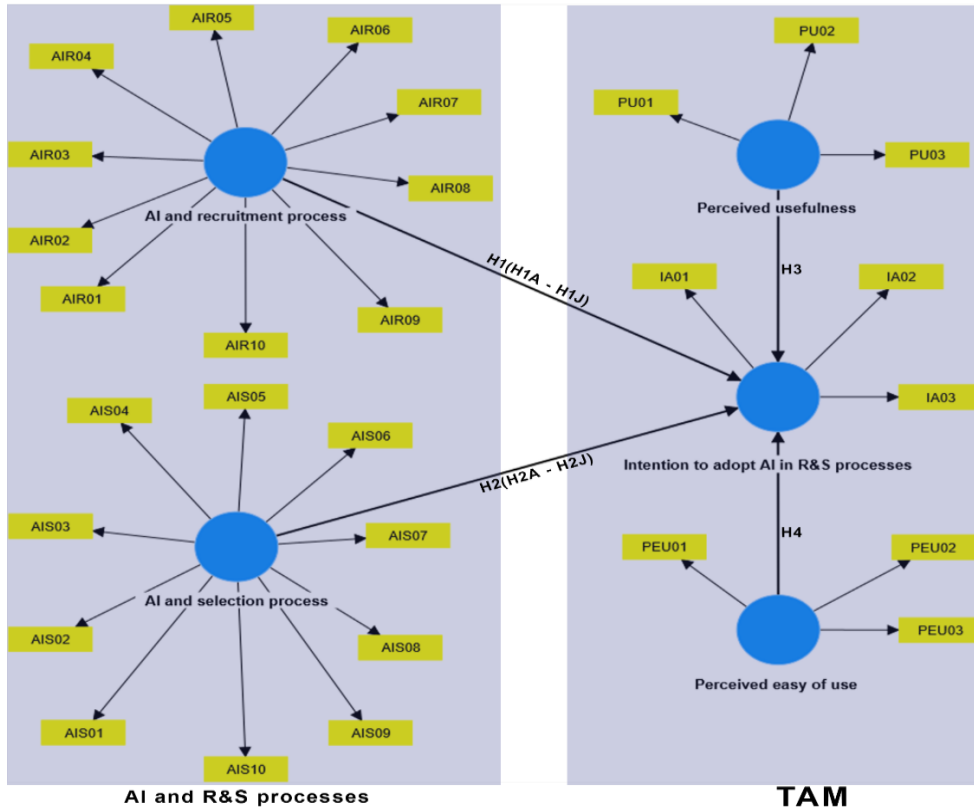 AIR05
AIR06
AIR04
AIR07
AIR03
AIR08
AI and recruitment process
AIR02
AIR01
AIR09
AIR10
AIS05
AIS04
AIS06
AIS03
AIS07
AI and selection process
AIS02
AIS08
AIS01
AIS09
AIS10
AI and R&S processes
H1(H1A - H1J)
H2(H2A - H2J)
PU02
PU01
PU03
Perceived usefulness
H3
IA01
IA02
IA03
Intention to adopt AI in R&S processes
H4
PEU01
PEU02
PEU03
Perceived easy of use
TAM